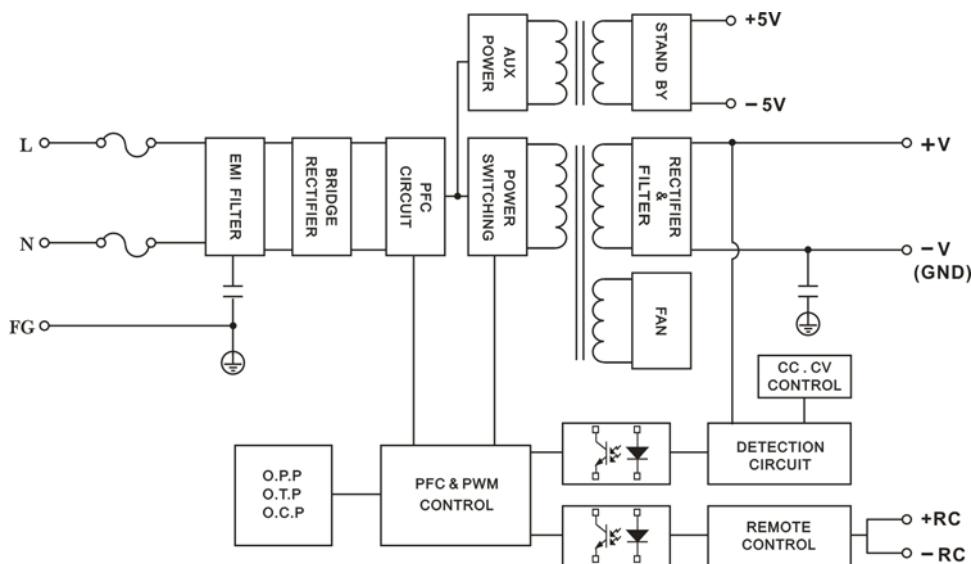 AUX
POWER
STAND BY
+5V
−5V
L
N
FG
EMI FILTER
BRIDGE
RECTIFIER
PFC
CIRCUIT
POWER
SWITCHING
RECTIFIER
&
FILTER
+V
−V
(GND)
FAN
CC . CV
CONTROL
O.P.P
O.T.P
O.C.P
PFC & PWM
CONTROL
DETECTION
CIRCUIT
REMOTE
CONTROL
+RC
−RC